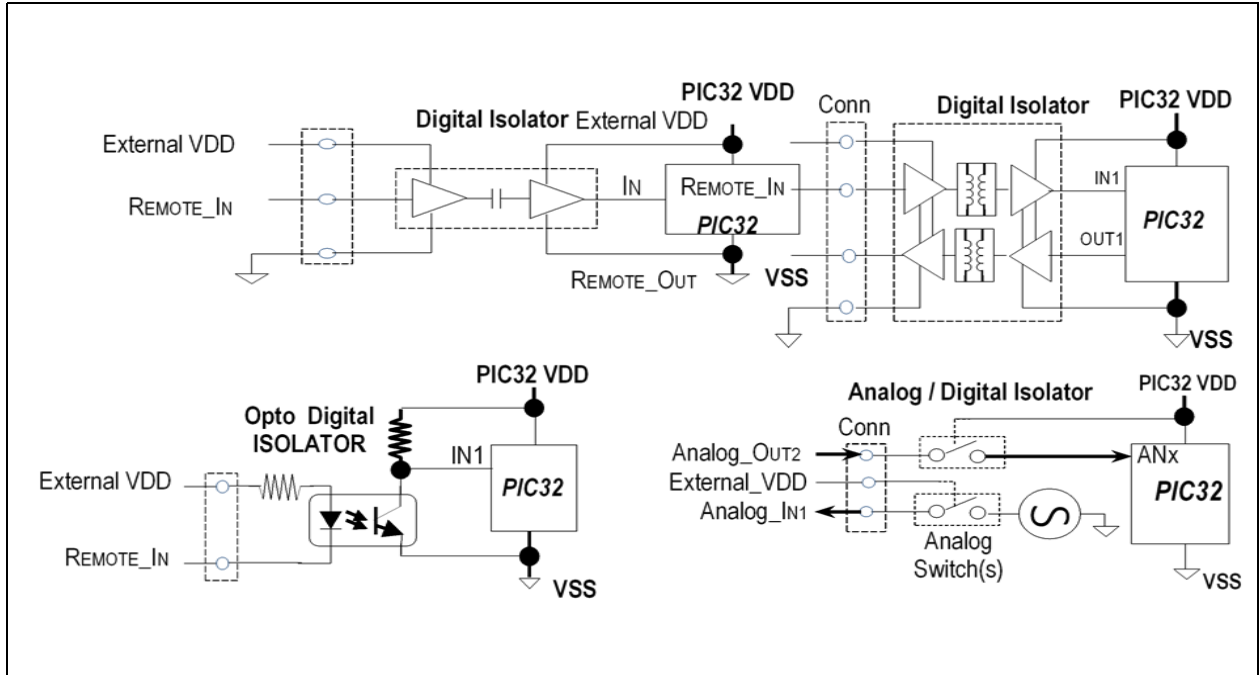 PIC32 VDD
Digital Isolator External VDD
External VDD
REMOTE_IN
IN
REMOTE_IN
PIC32
REMOTE_OUT
VSS
Conn
Digital Isolator
PIC32 VDD
IN1
PIC32
OUT1
VSS
PIC32 VDD
Opto Digital
ISOLATOR
IN1
External VDD
PIC32
REMOTE_IN
VSS
Analog / Digital Isolator
PIC32 VDD
Conn
Analog_OUT2
External_VDD
Analog_IN1
ANx
PIC32
Analog
Switch(s)
VSS